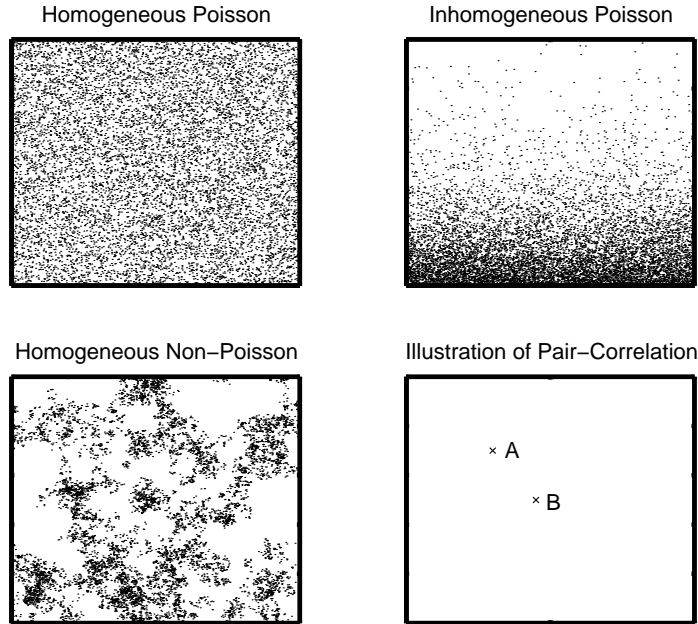 Homogeneous Poisson
Inhomogeneous Poisson
Homogeneous Non−Poisson
Illustration of Pair−Correlation
× A
× B